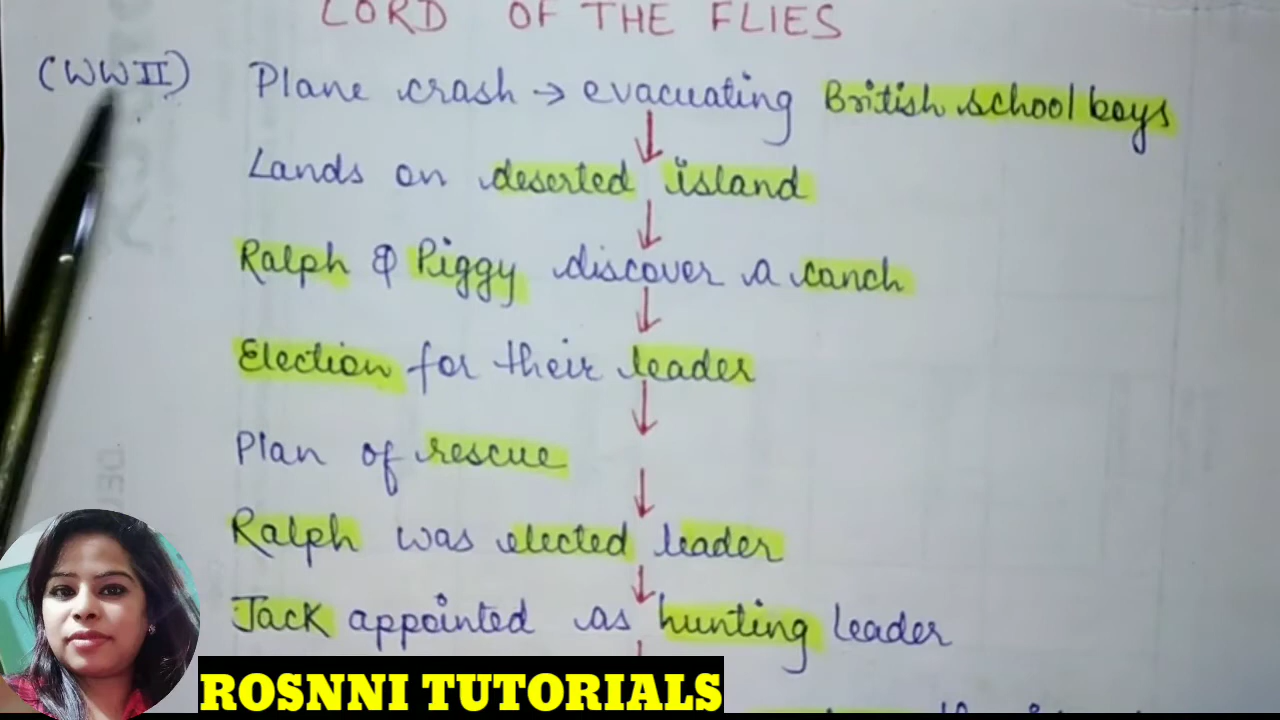 LORD OF THE FLIES
(WWII) Plane crash → evacuating British school boys
Lands on deserted island
Ralph & Piggy discover a conch
Election for their leader
Plan of rescue
Ralph was elected leader
Jack appointed as hunting leader
ROSNNI TUTORIALS